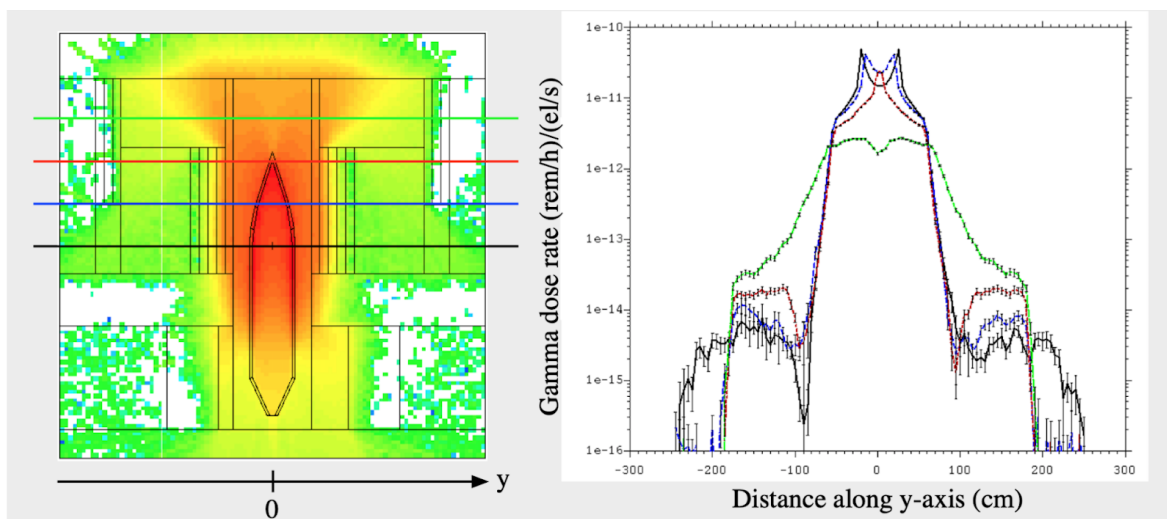 y
0
Gamma dose rate (rem/h)/(el/s)
1e-10
1e-11
1e-12
1e-13
1e-14
1e-15
1e-16
-300
-200
-100
0
100
200
300
Distance along y-axis (cm)